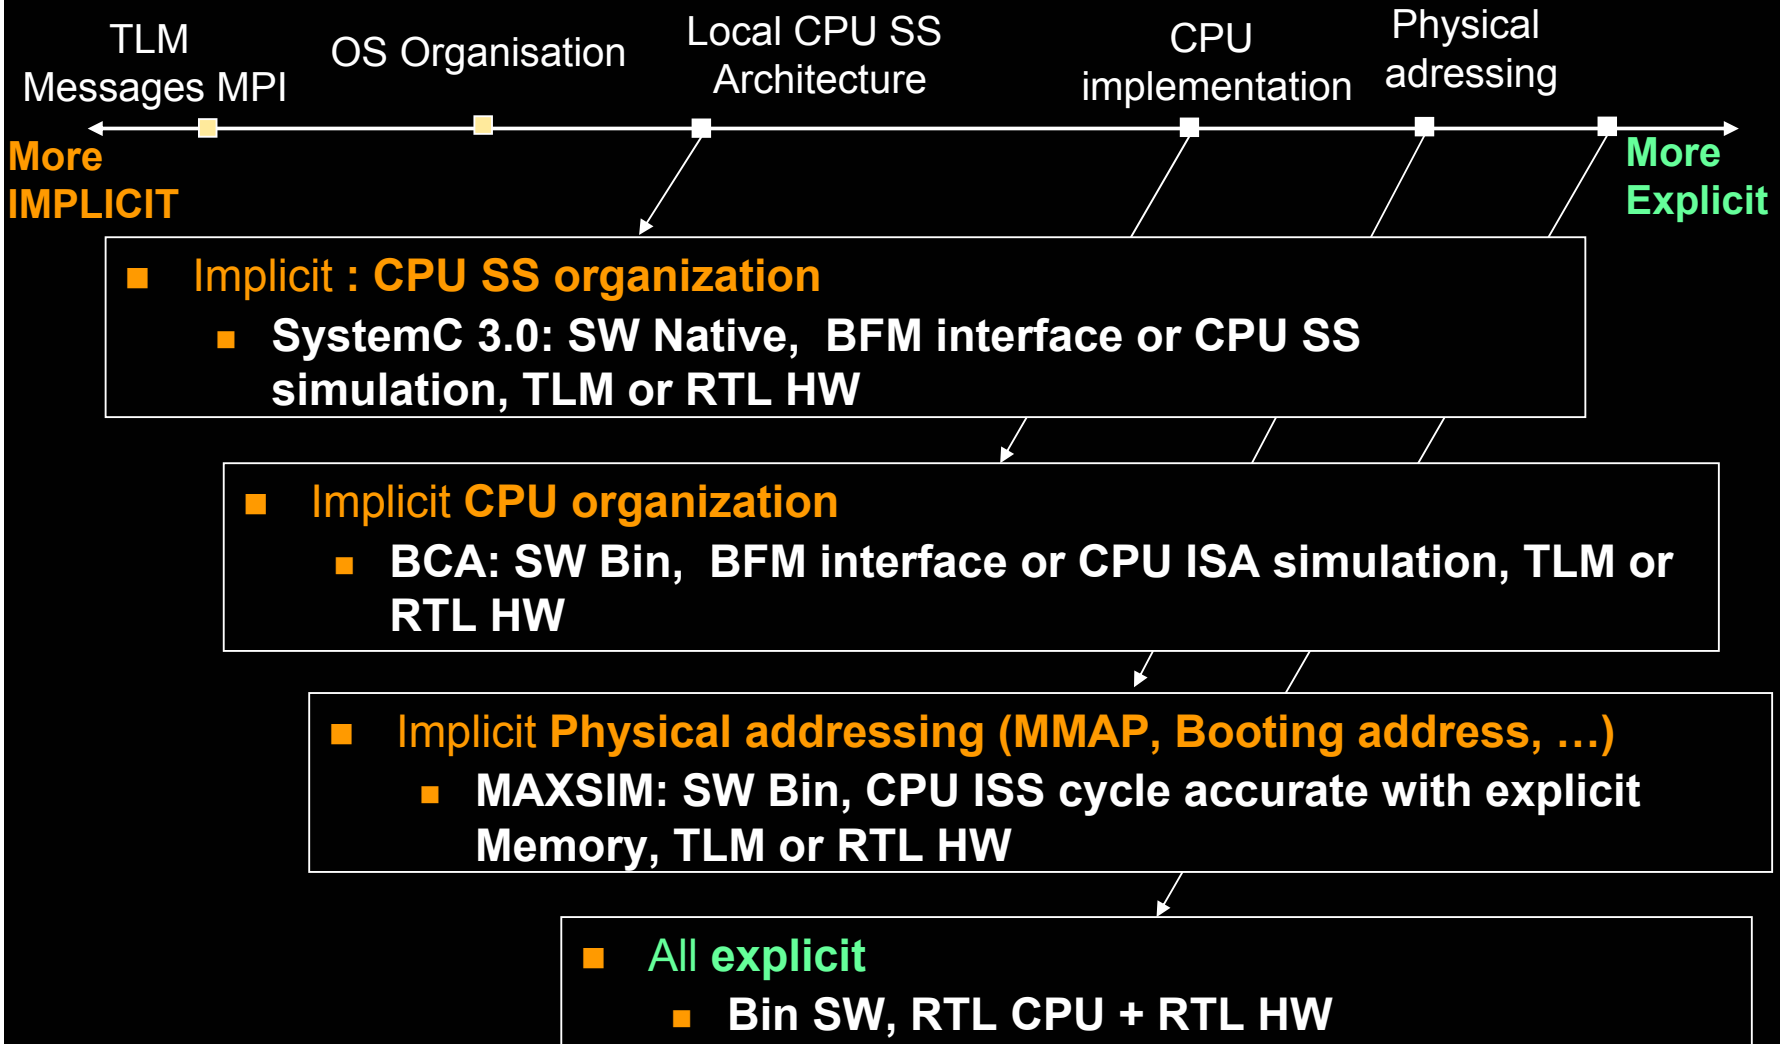 TLM
Messages MPI
OS Organisation
Local CPU SS
Architecture
CPU
implementation
Physical
adressing
More
IMPLICIT
More
Explicit
■ Implicit : CPU SS organization
■ SystemC 3.0: SW Native, BFM interface or CPU SS
simulation, TLM or RTL HW
■ Implicit CPU organization
■ BCA: SW Bin, BFM interface or CPU ISA simulation, TLM or
RTL HW
■ Implicit Physical addressing (MMAP, Booting address, …)
■ MAXSIM: SW Bin, CPU ISS cycle accurate with explicit
Memory, TLM or RTL HW
■ All explicit
■ Bin SW, RTL CPU + RTL HW